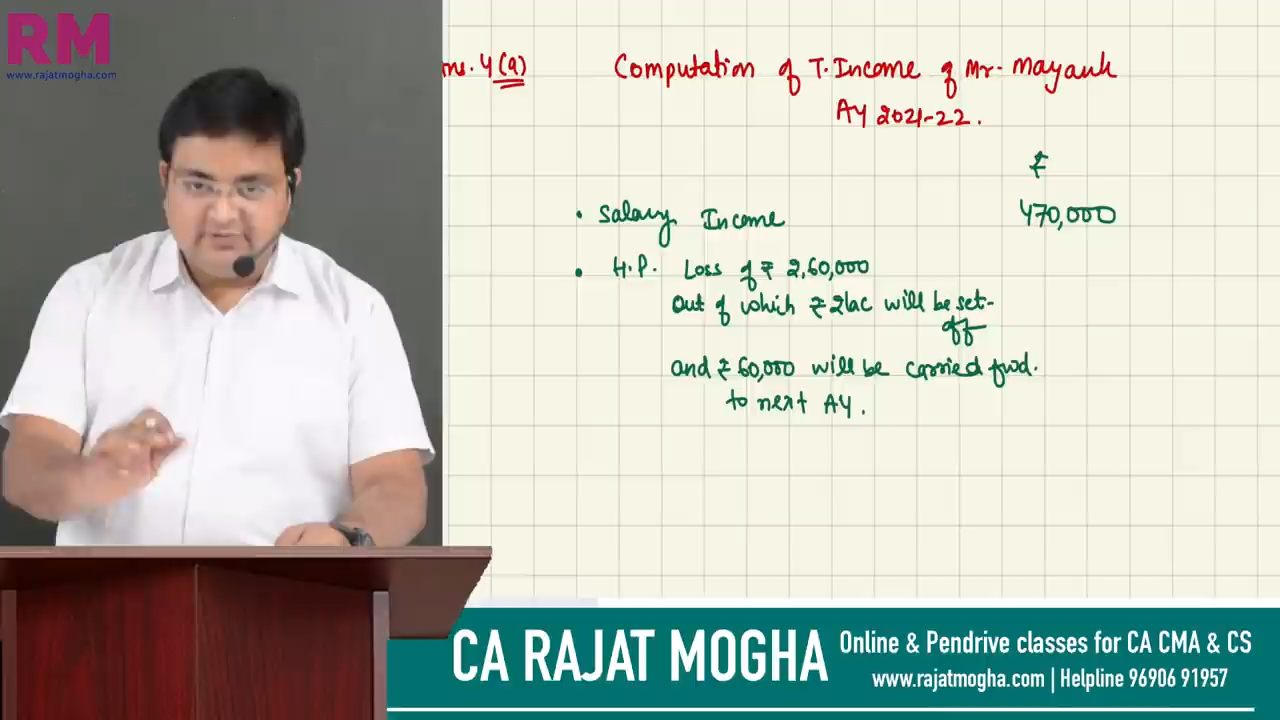 RM
www.rajatmogha.com
ns. 4(a)
Computation of T. Income of Mr. Mayank
AY 2021-22.
₹
• Salary Income 470,000
• H.P. Loss of ₹ 2,60,000
Out of which ₹ 2 lac will be set-
off
and ₹ 60,000 will be carried fwd.
to next AY.
CA RAJAT MOGHA
Online & Pendrive classes for CA CMA & CS
www.rajatmogha.com | Helpline 96906 91957